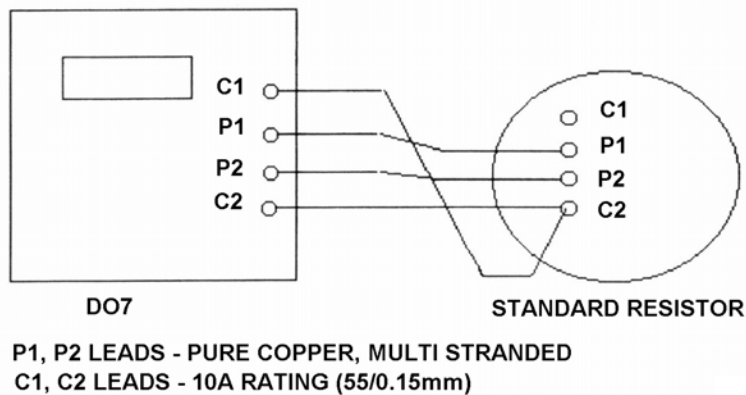 C1
P1
P2
C2
C1
P1
P2
C2
DO7
STANDARD RESISTOR
P1, P2 LEADS - PURE COPPER, MULTI STRANDED
C1, C2 LEADS - 10A RATING (55/0.15mm)